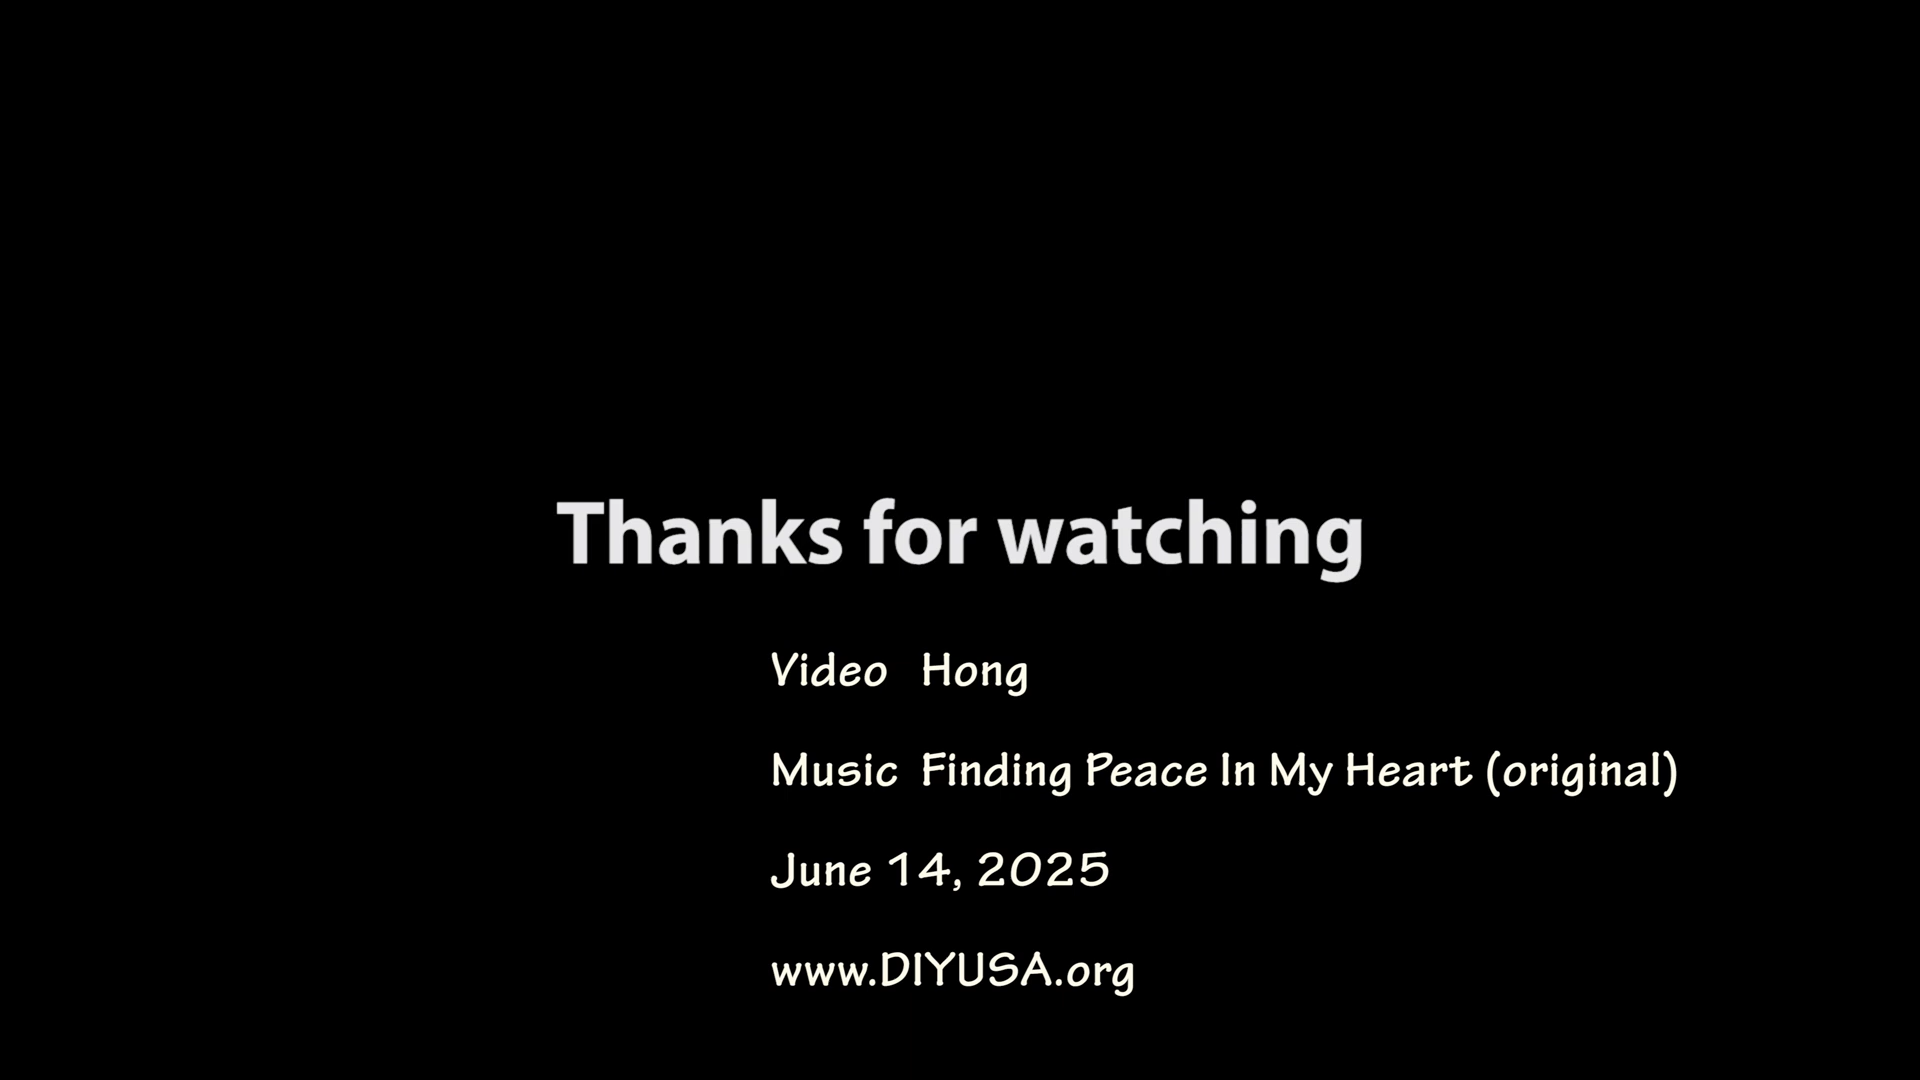 Thanks for watching
Video Hong
Music Finding Peace In My Heart (original)
June 14, 2025
www.DIYUSA.org